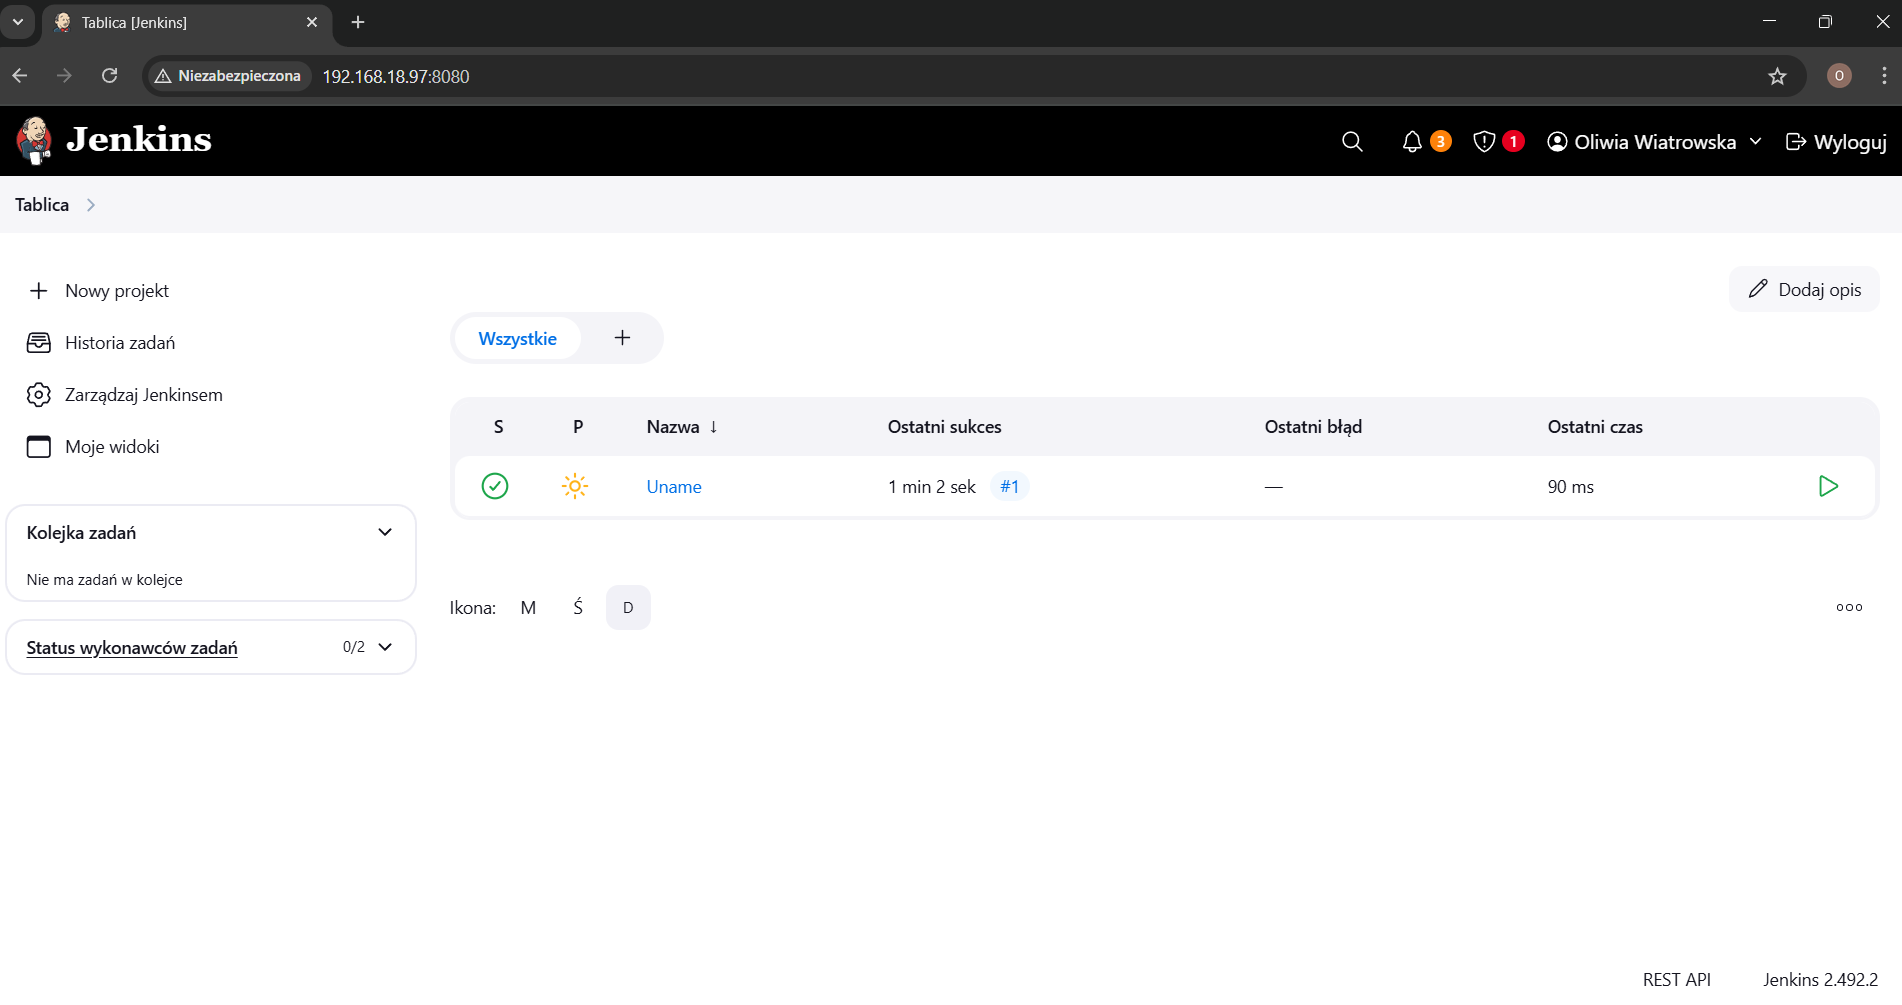 Tablica [Jenkins]
Niezabezpieczona 192.168.18.97:8080 O
Jenkins 3 1 Oliwia Wiatrowska Wyloguj
Tablica
Nowy projekt
Historia zadań
Zarządzaj Jenkinsem
Moje widoki
Kolejka zadań
Nie ma zadań w kolejce
Status wykonawców zadań 0/2
Dodaj opis
Wszystkie
S P Nazwa ↓ Ostatni sukces Ostatni błąd Ostatni czas
Uname 1 min 2 sek #1 — 90 ms
Ikona: M Ś D
REST API Jenkins 2.492.2